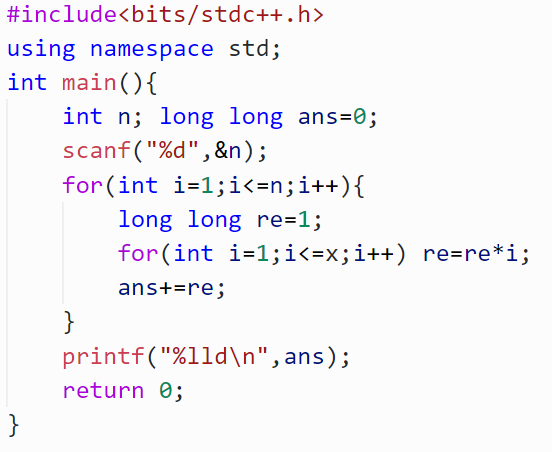 #include<bits/stdc++.h>
using namespace std;
int main(){
    int n; long long ans=0;
    scanf("%d",&n);
    for(int i=1;i<=n;i++){
        long long re=1;
        for(int i=1;i<=x;i++) re=re*i;
        ans+=re;
    }
    printf("%lld\n",ans);
    return 0;
}